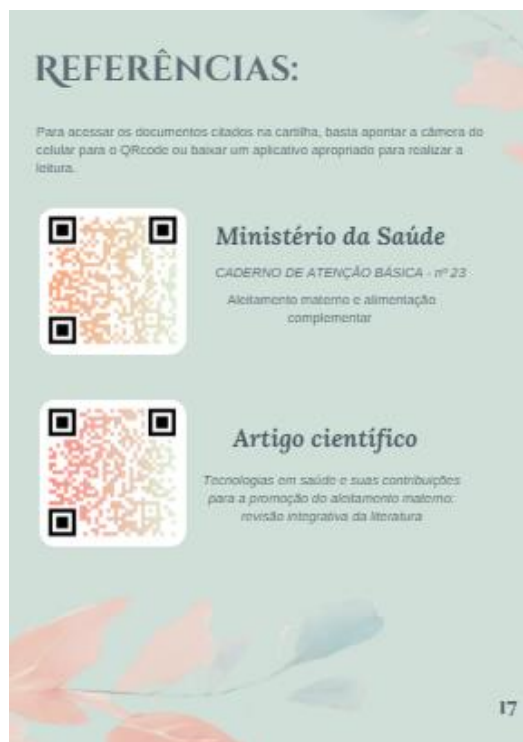 REFERÊNCIAS:
Para acessar os documentos citados na cartilha, basta apontar a câmera do
celular para o QRcode ou baixar um aplicativo apropriado para realizar a
leitura.
Ministério da Saúde
CADERNO DE ATENÇÃO BÁSICA - nº 23
Aleitamento materno e alimentação
complementar
Artigo científico
Tecnologias em saúde e suas contribuições
para a promoção do aleitamento materno:
revisão integrativa da literatura
17